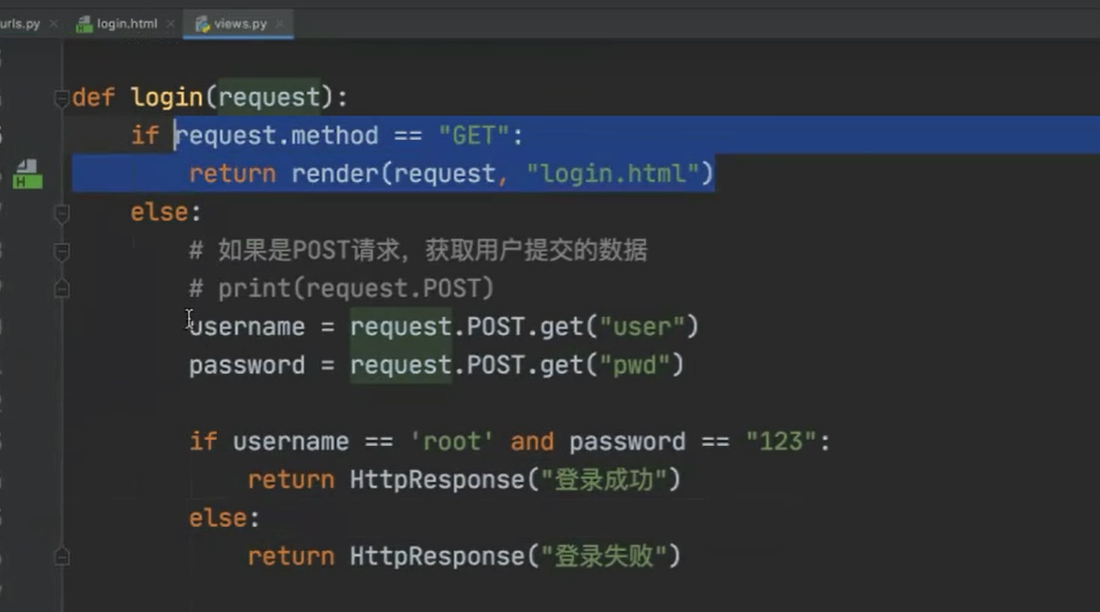 urls.py login.html views.py
def login(request):
if request.method == "GET":
return render(request, "login.html")
else:
# 如果是POST请求，获取用户提交的数据
# print(request.POST)
username = request.POST.get("user")
password = request.POST.get("pwd")
if username == 'root' and password == "123":
return HttpResponse("登录成功")
else:
return HttpResponse("登录失败")